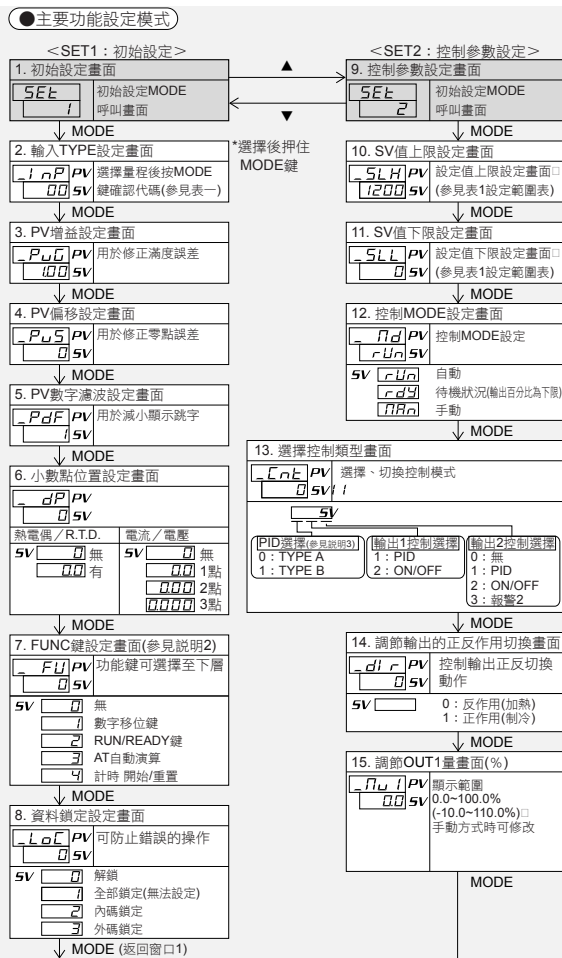 ●主要功能設定模式
<SET1：初始設定>
1. 初始設定畫面
SEt
1
初始設定MODE
呼叫畫面
MODE
2. 輸入TYPE設定畫面
_InP PV
00 SV
選擇量程後按MODE
鍵確認代碼(參見表一)
MODE
3. PV增益設定畫面
_PuG PV
1.00 SV
用於修正滿度誤差
MODE
4. PV偏移設定畫面
_PuS PV
0 SV
用於修正零點誤差
MODE
5. PV數字濾波設定畫面
_PdF PV
1 SV
用於減小顯示跳字
MODE
6. 小數點位置設定畫面
_ dP PV
0 SV
熱電偶／R.T.D.
SV 0 無
0.0 有
電流／電壓
SV 0 無
0.0 1點
0.00 2點
0.000 3點
MODE
7. FUNC鍵設定畫面(參見説明2)
_ FU PV
0 SV
功能鍵可選擇至下層
SV 0 無
1 數字移位鍵
2 RUN/READY鍵
3 AT自動演算
4 計時 開始/重置
MODE
8. 資料鎖定設定畫面
_LoC PV
0 SV
可防止錯誤的操作
SV 0 解鎖
1 全部鎖定(無法設定)
2 內碼鎖定
3 外碼鎖定
MODE (返回窗口1)
▲
▼
*選擇後押住
MODE鍵
<SET2：控制參數設定>
9. 控制參數設定畫面
SEt
2
初始設定MODE
呼叫畫面
MODE
10. SV值上限設定畫面
_SLH PV
1200 SV
設定值上限設定畫面□
(參見表1設定範圍表)
MODE
11. SV值下限設定畫面
_SLL PV
0 SV
設定值下限設定畫面□
(參見表1設定範圍表)
MODE
12. 控制MODE設定畫面
_ Md PV
rUn SV
控制MODE設定
SV rUn 自動
rdy 待機狀況(輸出百分比為下限)
MAn 手動
MODE
13. 選擇控制類型畫面
_Cnt PV
0 SV 1 1
選擇、切換控制模式
SV
PID選擇(參見説明3)
0：TYPE A
1：TYPE B
輸出1控制選擇
1：PID
2：ON/OFF
輸出2控制選擇
0：無
1：PID
2：ON/OFF
3：報警2
MODE
14. 調節輸出的正反作用切換畫面
_dIr PV
0 SV
控制輸出正反切換
動作
SV
0：反作用(加熱)
1：正作用(制冷)
MODE
15. 調節OUT1量畫面(%)
_Mu1 PV
0.0 SV
顯示範圍
0.0~100.0%
(-10.0~110.0%)□
手動方式時可修改
MODE